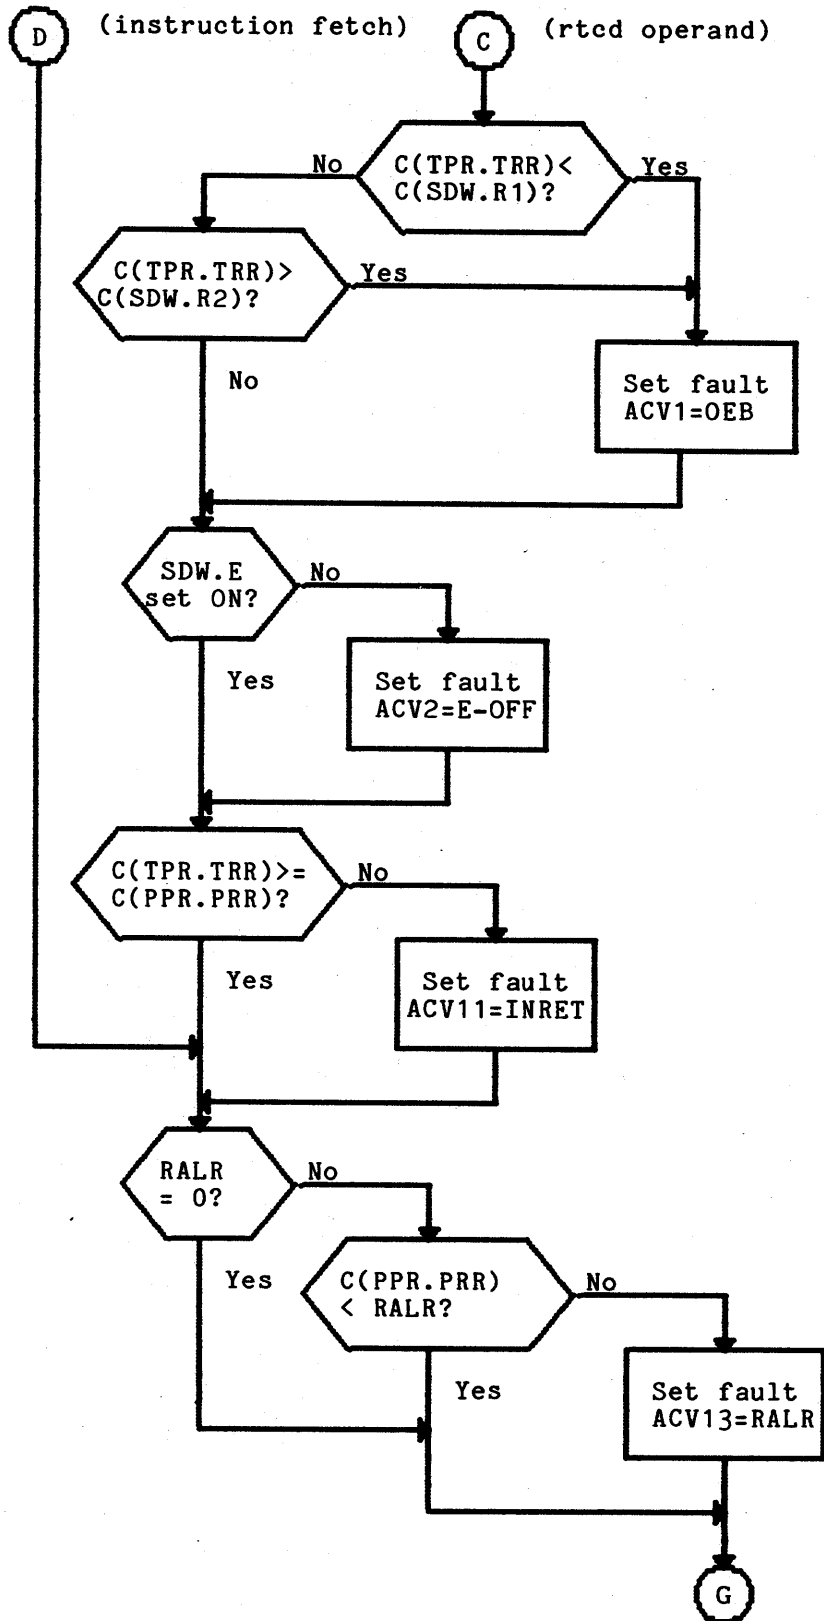 D (instruction fetch) C (rtcd operand)
No C(TPR.TRR)< Yes
C(SDW.R1)?
C(TPR.TRR)> Yes
C(SDW.R2)?
No
Set fault
ACV1=OEB
SDW.E No
set ON?
Yes
Set fault
ACV2=E-OFF
C(TPR.TRR)>= No
C(PPR.PRR)?
Yes
Set fault
ACV11=INRET
RALR No
= 0?
Yes
C(PPR.PRR) No
< RALR?
Yes
Set fault
ACV13=RALR
G